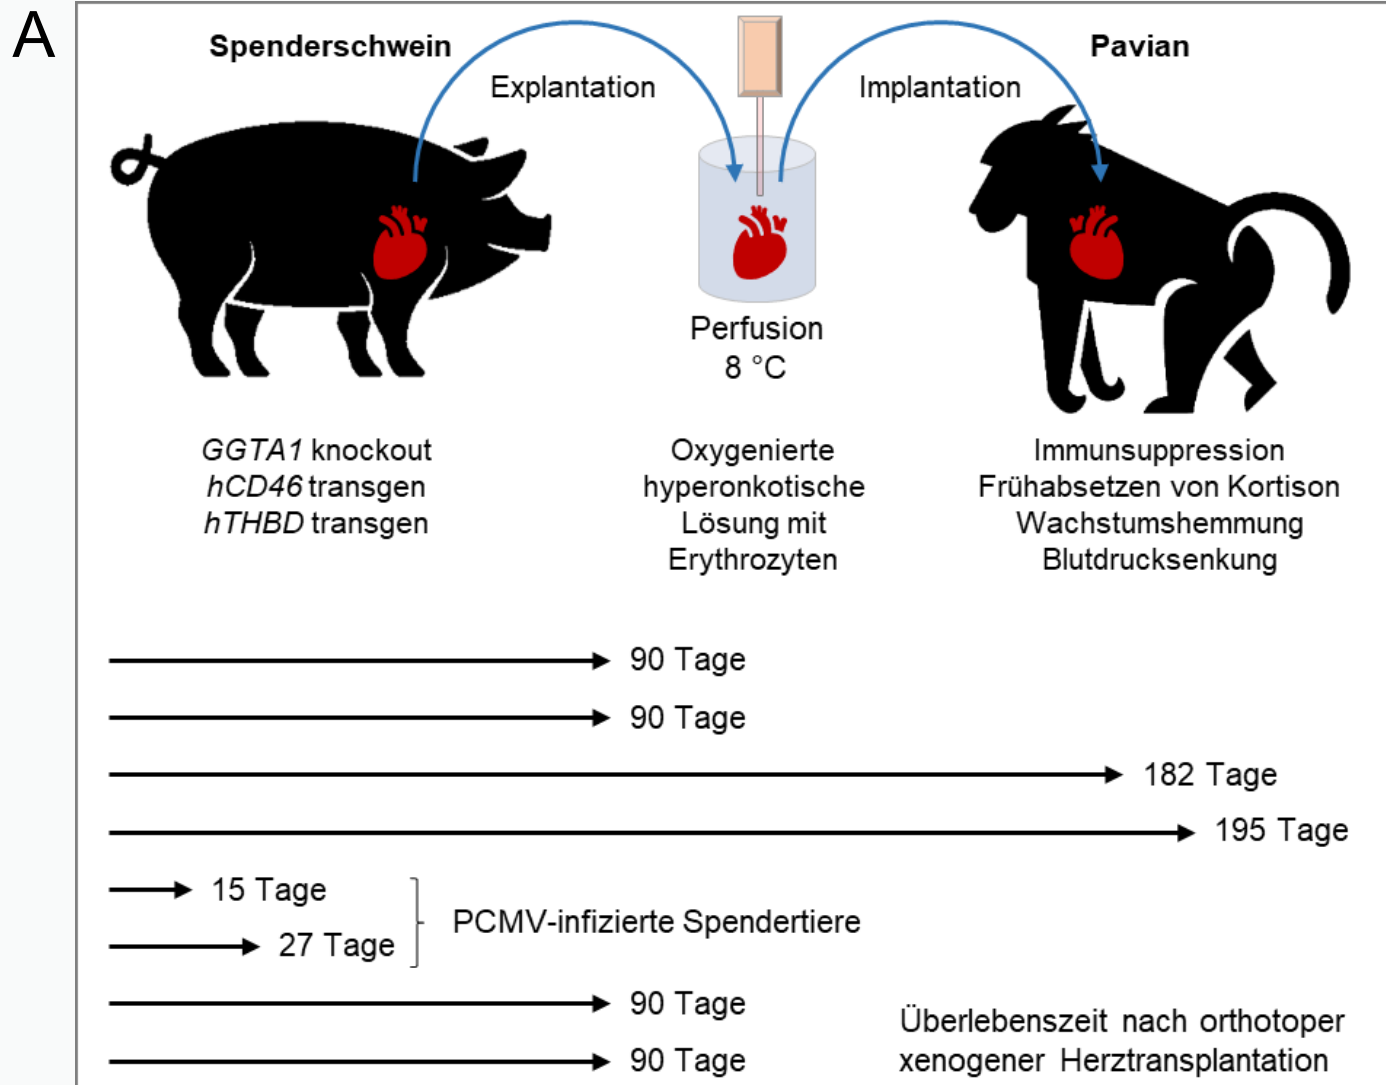 A
Spenderschwein
Pavian
Explantation
Implantation
Perfusion
8 °C
GGTA1 knockout
hCD46 transgen
hTHBD transgen
Oxygenierte
hyperonkotische
Lösung mit
Erythrozyten
Immunsuppression
Frühabsetzen von Kortison
Wachstumshemmung
Blutdrucksenkung
90 Tage
90 Tage
182 Tage
195 Tage
15 Tage
27 Tage
PCMV-infizierte Spendertiere
90 Tage
90 Tage
Überlebenszeit nach orthotoper
xenogener Herztransplantation